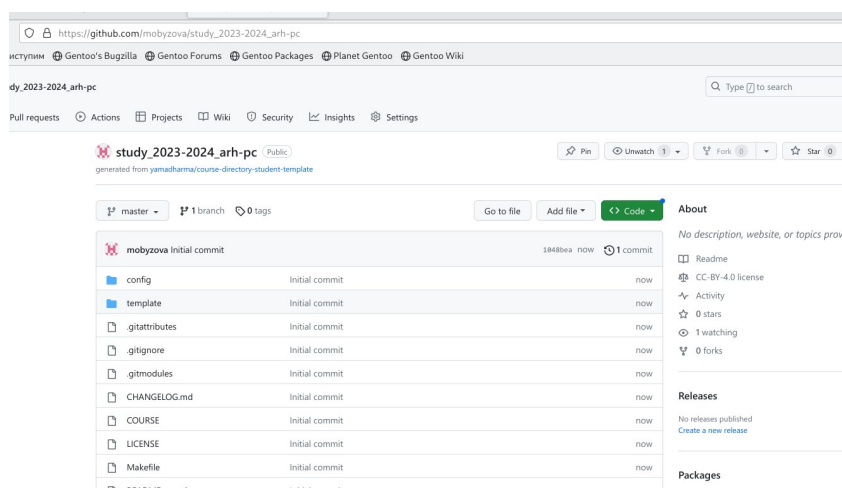 https://github.com/mobyzova/study_2023-2024_arh-pc
иступим Gentoo's Bugzilla Gentoo Forums Gentoo Packages Planet Gentoo Gentoo Wiki
dy_2023-2024_arh-pc
Type / to search
Pull requests Actions Projects Wiki Security Insights Settings
study_2023-2024_arh-pc Public
Pin Unwatch 1 Fork 0 Star 0
generated from yamadharma/course-directory-student-template
master 1 branch 0 tags Go to file Add file Code
mobyzova Initial commit 1048bea now 1 commit
config Initial commit now
template Initial commit now
.gitattributes Initial commit now
.gitignore Initial commit now
.gitmodules Initial commit now
CHANGELOG.md Initial commit now
COURSE Initial commit now
LICENSE Initial commit now
Makefile Initial commit now
About
No description, website, or topics prov
Readme
CC-BY-4.0 license
Activity
0 stars
1 watching
0 forks
Releases
No releases published
Create a new release
Packages